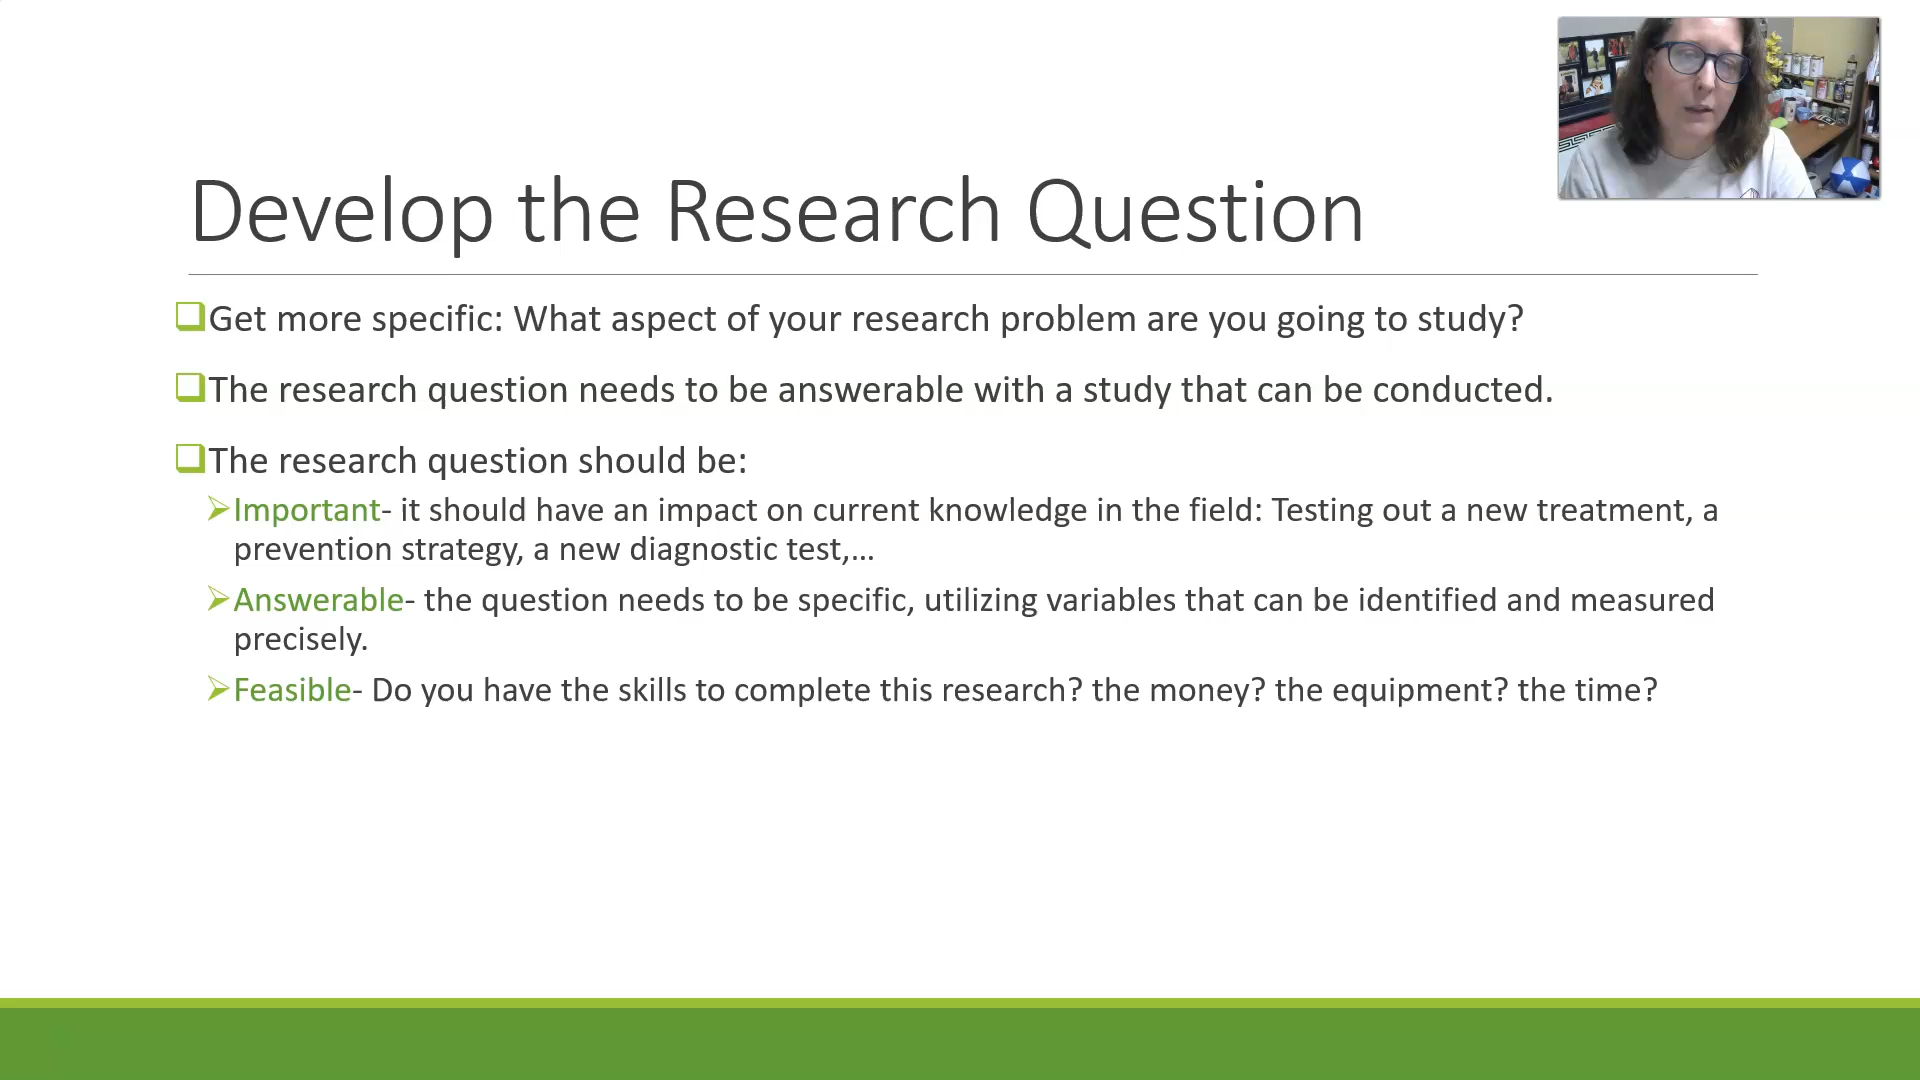 Develop the Research Question
Get more specific: What aspect of your research problem are you going to study?
The research question needs to be answerable with a study that can be conducted.
The research question should be:
Important- it should have an impact on current knowledge in the field: Testing out a new treatment, a
prevention strategy, a new diagnostic test,…
Answerable- the question needs to be specific, utilizing variables that can be identified and measured
precisely.
Feasible- Do you have the skills to complete this research? the money? the equipment? the time?